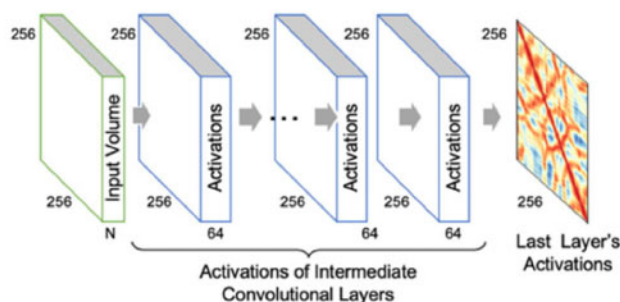 256 256 256 256 256
Input Volume
Activations
...
Activations
Activations
256 256 256 256 256
N 64 64 64
Last Layer's
Activations
Activations of Intermediate
Convolutional Layers